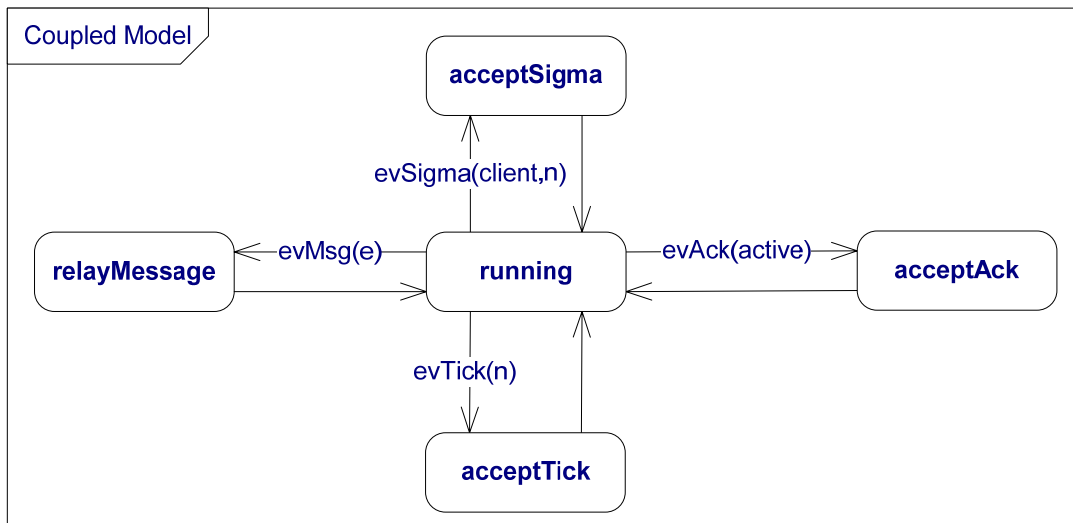 Coupled Model
acceptSigma
evSigma(client,n)
relayMessage
evMsg(e)
running
evAck(active)
acceptAck
evTick(n)
acceptTick